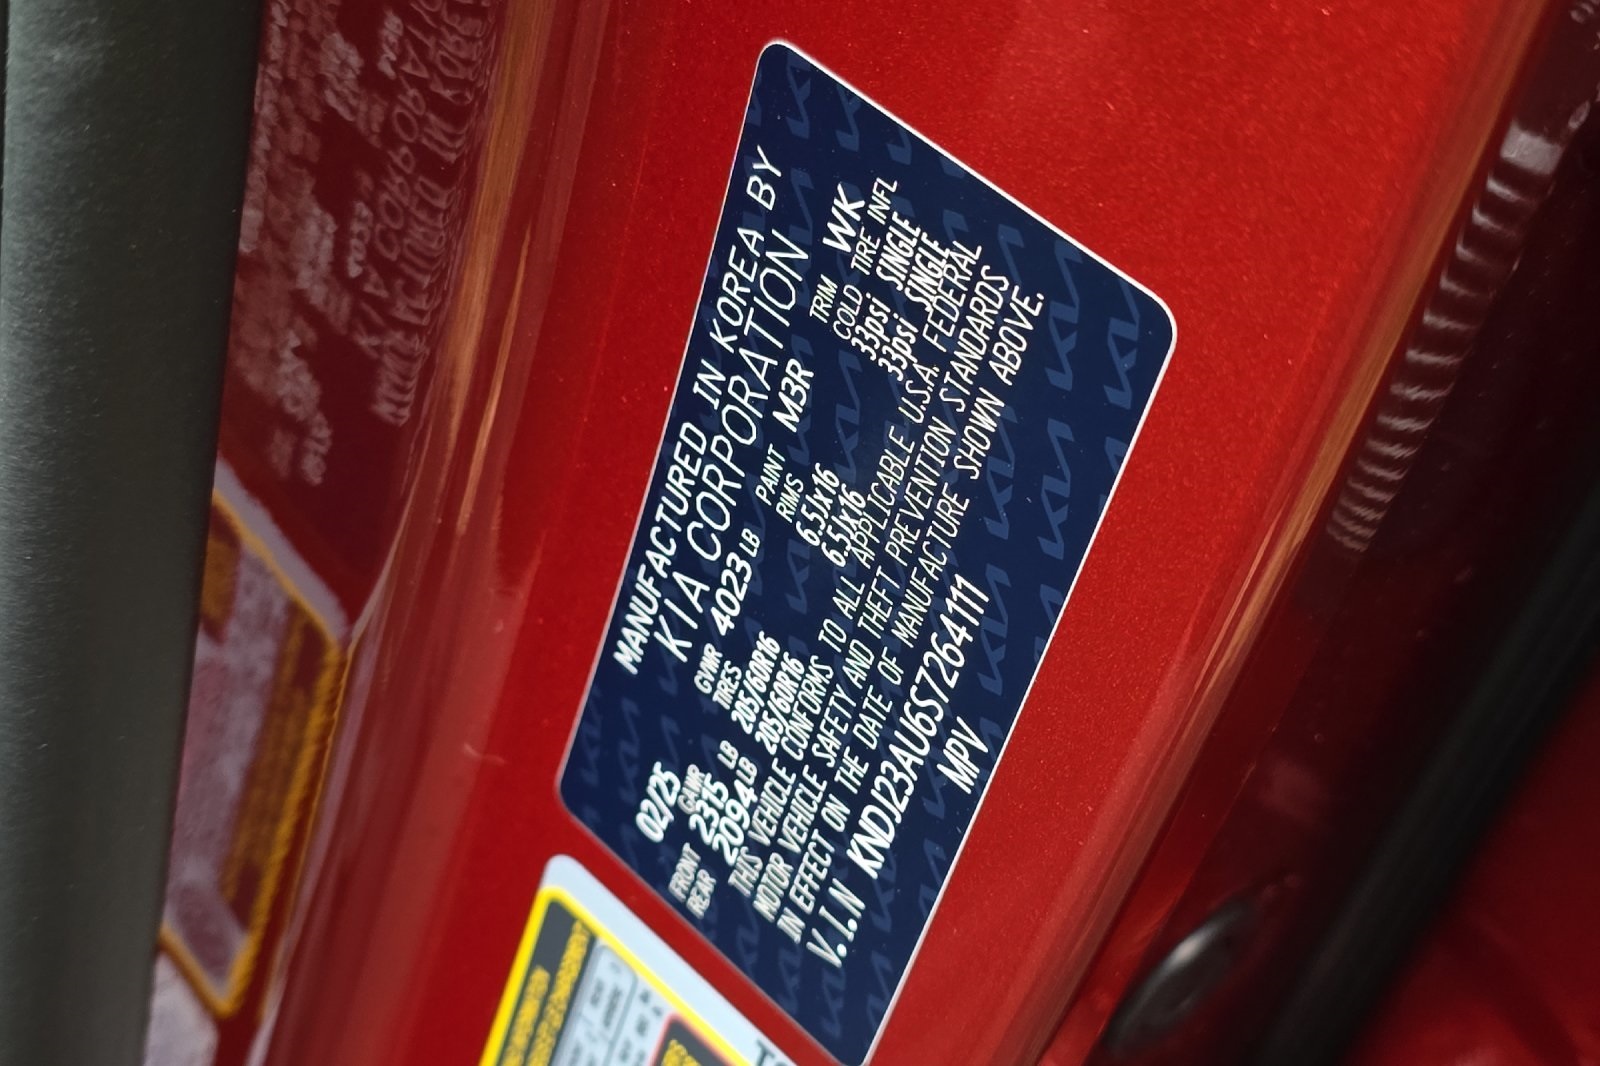 MANUFACTURED IN KOREA BY
KIA CORPORATION
02/25 GVWR 4023 LB PAINT M3R TRIM WK
GAWR TIRES RIMS COLD TIRE INFL
FRONT 2315 LB 205/60R16 6.5Jx16 33psi SINGLE
REAR 2094 LB 205/60R16 6.5Jx16 33psi SINGLE
THIS VEHICLE CONFORMS TO ALL APPLICABLE U.S.A. FEDERAL
MOTOR VEHICLE SAFETY AND THEFT PREVENTION STANDARDS
IN EFFECT ON THE DATE OF MANUFACTURE SHOWN ABOVE.
V.I.N KNDJ23AU6S7264111
MPV